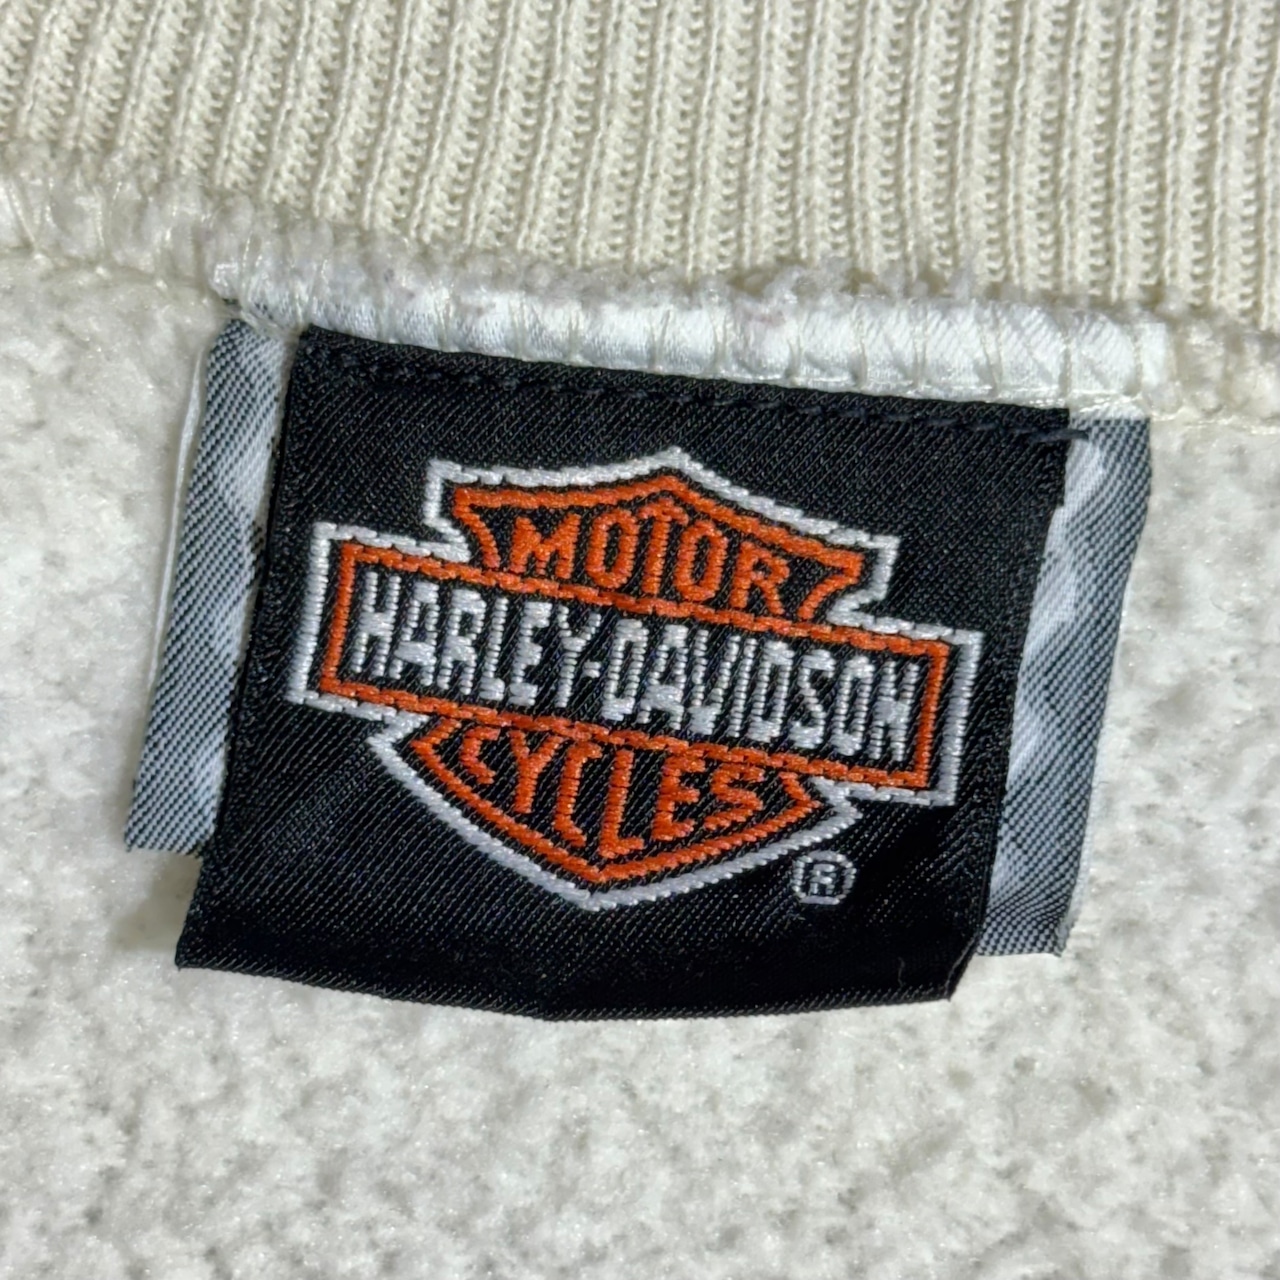 MOTOR
HARLEY-DAVIDSON
CYCLES
®